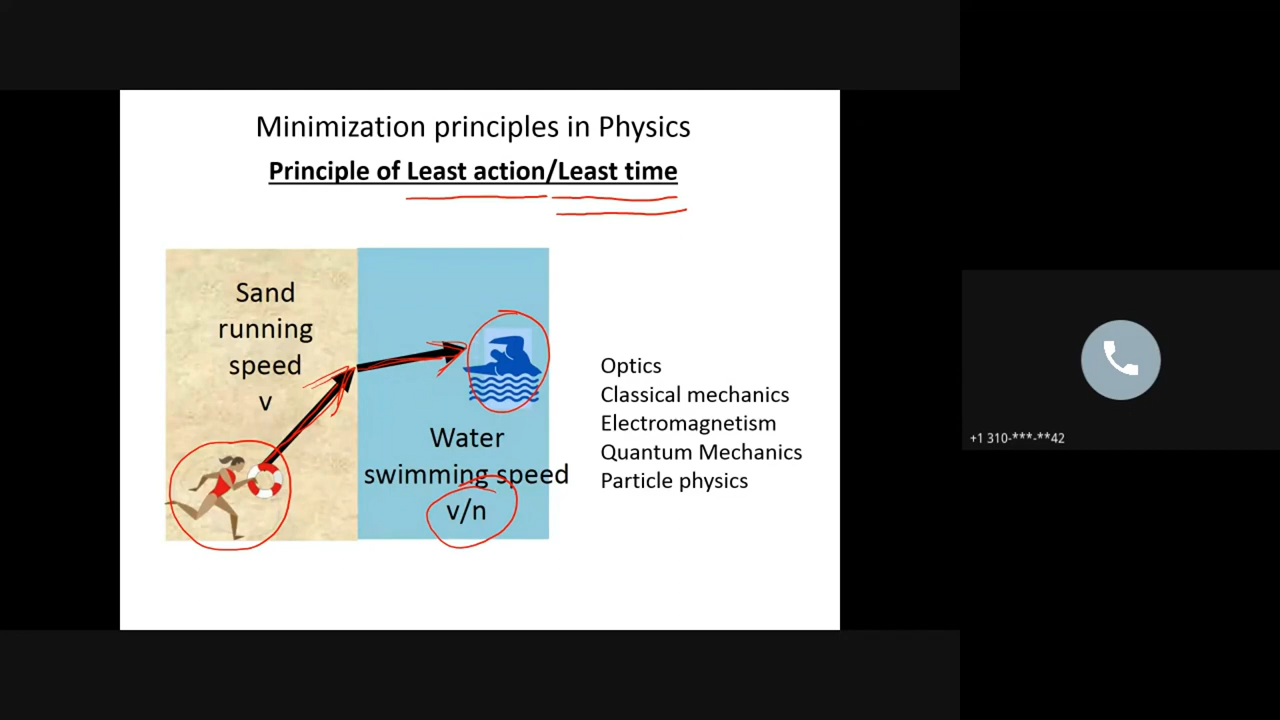 Minimization principles in Physics
Principle of Least action/Least time
Sand
running
speed
v
Water
swimming speed
v/n
Optics
Classical mechanics
Electromagnetism
Quantum Mechanics
Particle physics
+1 310-***-**42